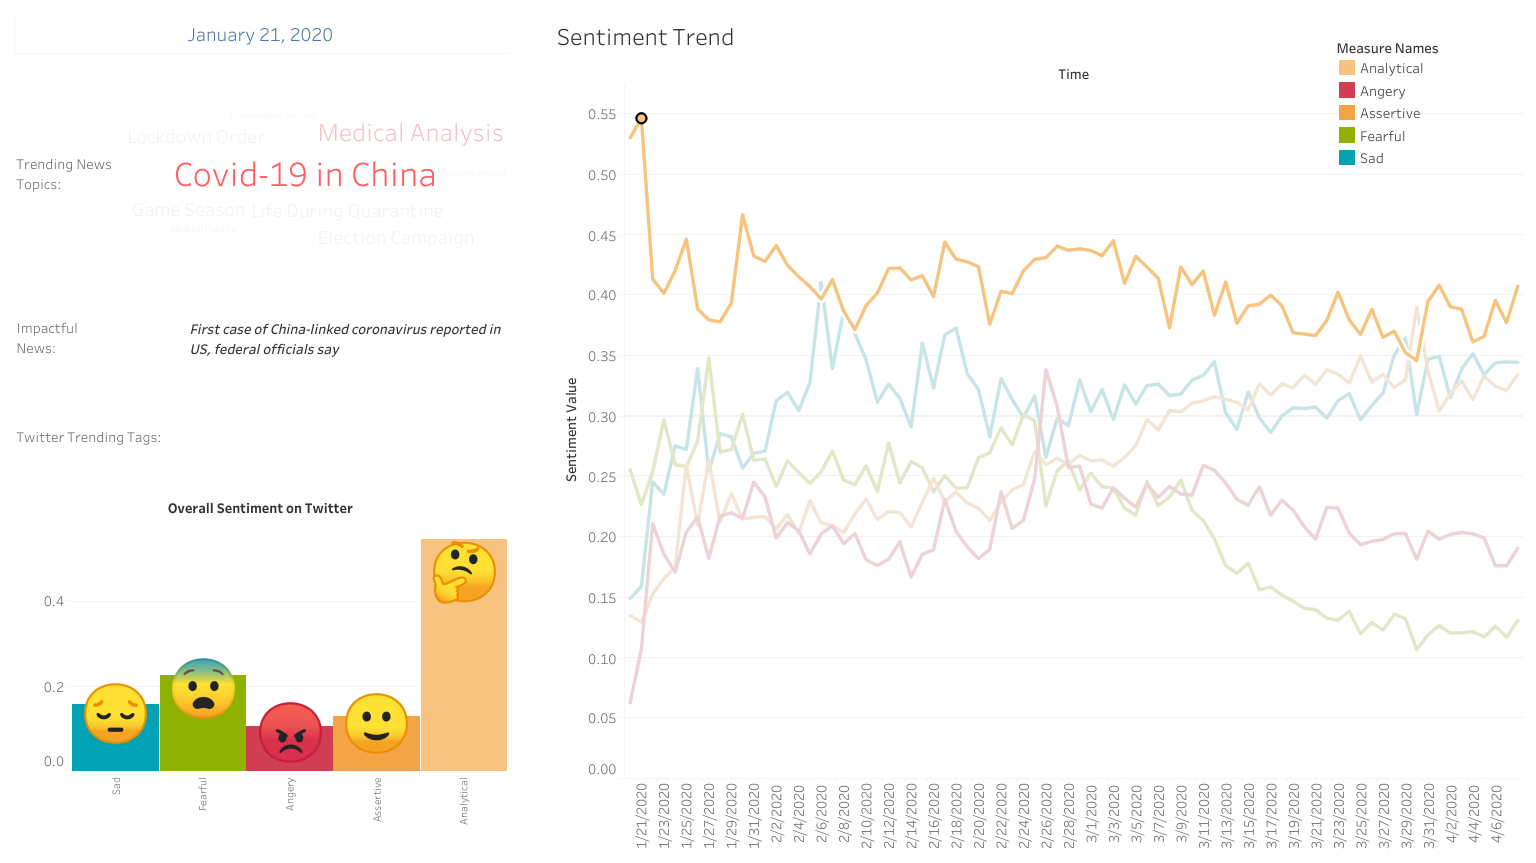 January 21, 2020
Government Actions
Lockdown Order
Medical Analysis
Trending News
Topics:
Covid-19 in China
Game Season
Life During Quarantine
Medical Facility
Election Campaign
Impactful
News:
First case of China-linked coronavirus reported in
US, federal officials say
Twitter Trending Tags:
Overall Sentiment on Twitter
0.4
0.2
0.0
Sad
Fearful
Angery
Assertive
Analytical
Sentiment Trend
Measure Names
Analytical
Angery
Assertive
Fearful
Sad
Time
Sentiment Value
0.55
0.50
0.45
0.40
0.35
0.30
0.25
0.20
0.15
0.10
0.05
0.00
1/21/2020
1/23/2020
1/25/2020
1/27/2020
1/29/2020
1/31/2020
2/2/2020
2/4/2020
2/6/2020
2/8/2020
2/10/2020
2/12/2020
2/14/2020
2/16/2020
2/18/2020
2/20/2020
2/22/2020
2/24/2020
2/26/2020
2/28/2020
3/1/2020
3/3/2020
3/5/2020
3/7/2020
3/9/2020
3/11/2020
3/13/2020
3/15/2020
3/17/2020
3/19/2020
3/21/2020
3/23/2020
3/25/2020
3/27/2020
3/29/2020
3/31/2020
4/2/2020
4/4/2020
4/6/2020